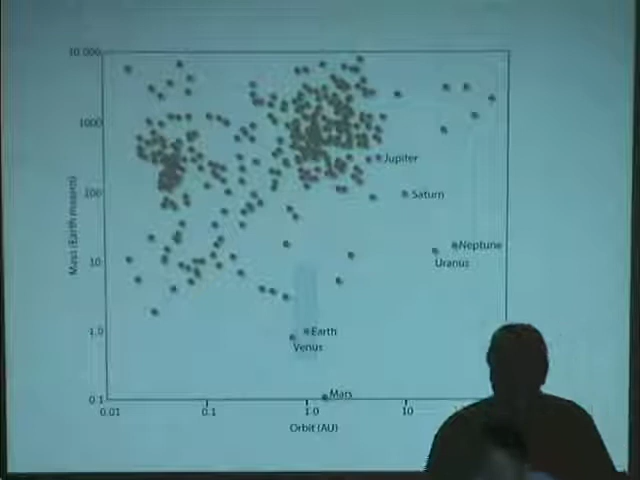 10 000
1000
100
10
1.0
0.1
Mass (Earth masses)
Jupiter
Saturn
Neptune
Uranus
Earth
Venus
Mars
0.01
0.1
1.0
10
Orbit (AU)